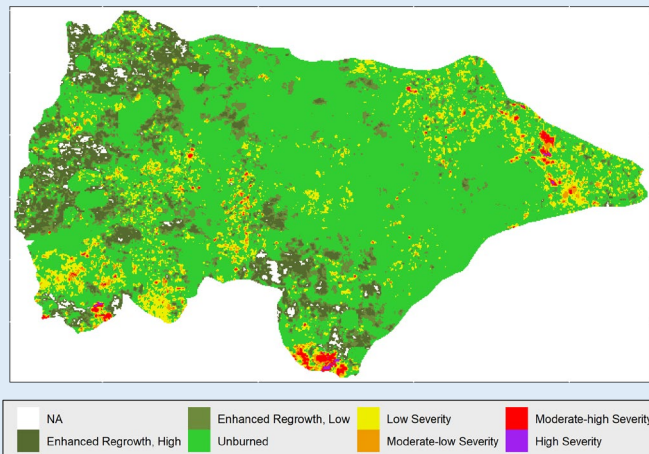 NA
Enhanced Regrowth, Low
Low Severity
Moderate-high Severity
Enhanced Regrowth, High
Unburned
Moderate-low Severity
High Severity